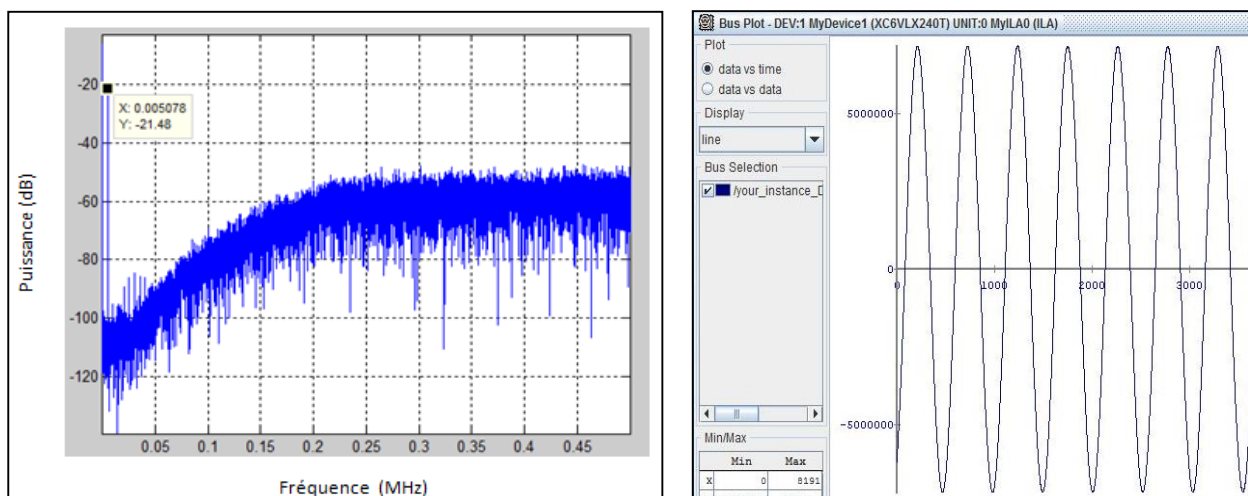 -20
-40
-60
-80
-100
-120
X: 0.005078
Y: -21.48
0.05 0.1 0.15 0.2 0.25 0.3 0.35 0.4 0.45
Puissance (dB)
Fréquence (MHz)
Bus Plot - DEV:1 MyDevice1 (XC6VLX240T) UNIT:0 MyILA0 (ILA)
Plot
data vs time
data vs data
Display
line
Bus Selection
/your_instance_D
Min/Max
Min Max
X 0 8191
5000000
0
-5000000
0 1000 2000 3000